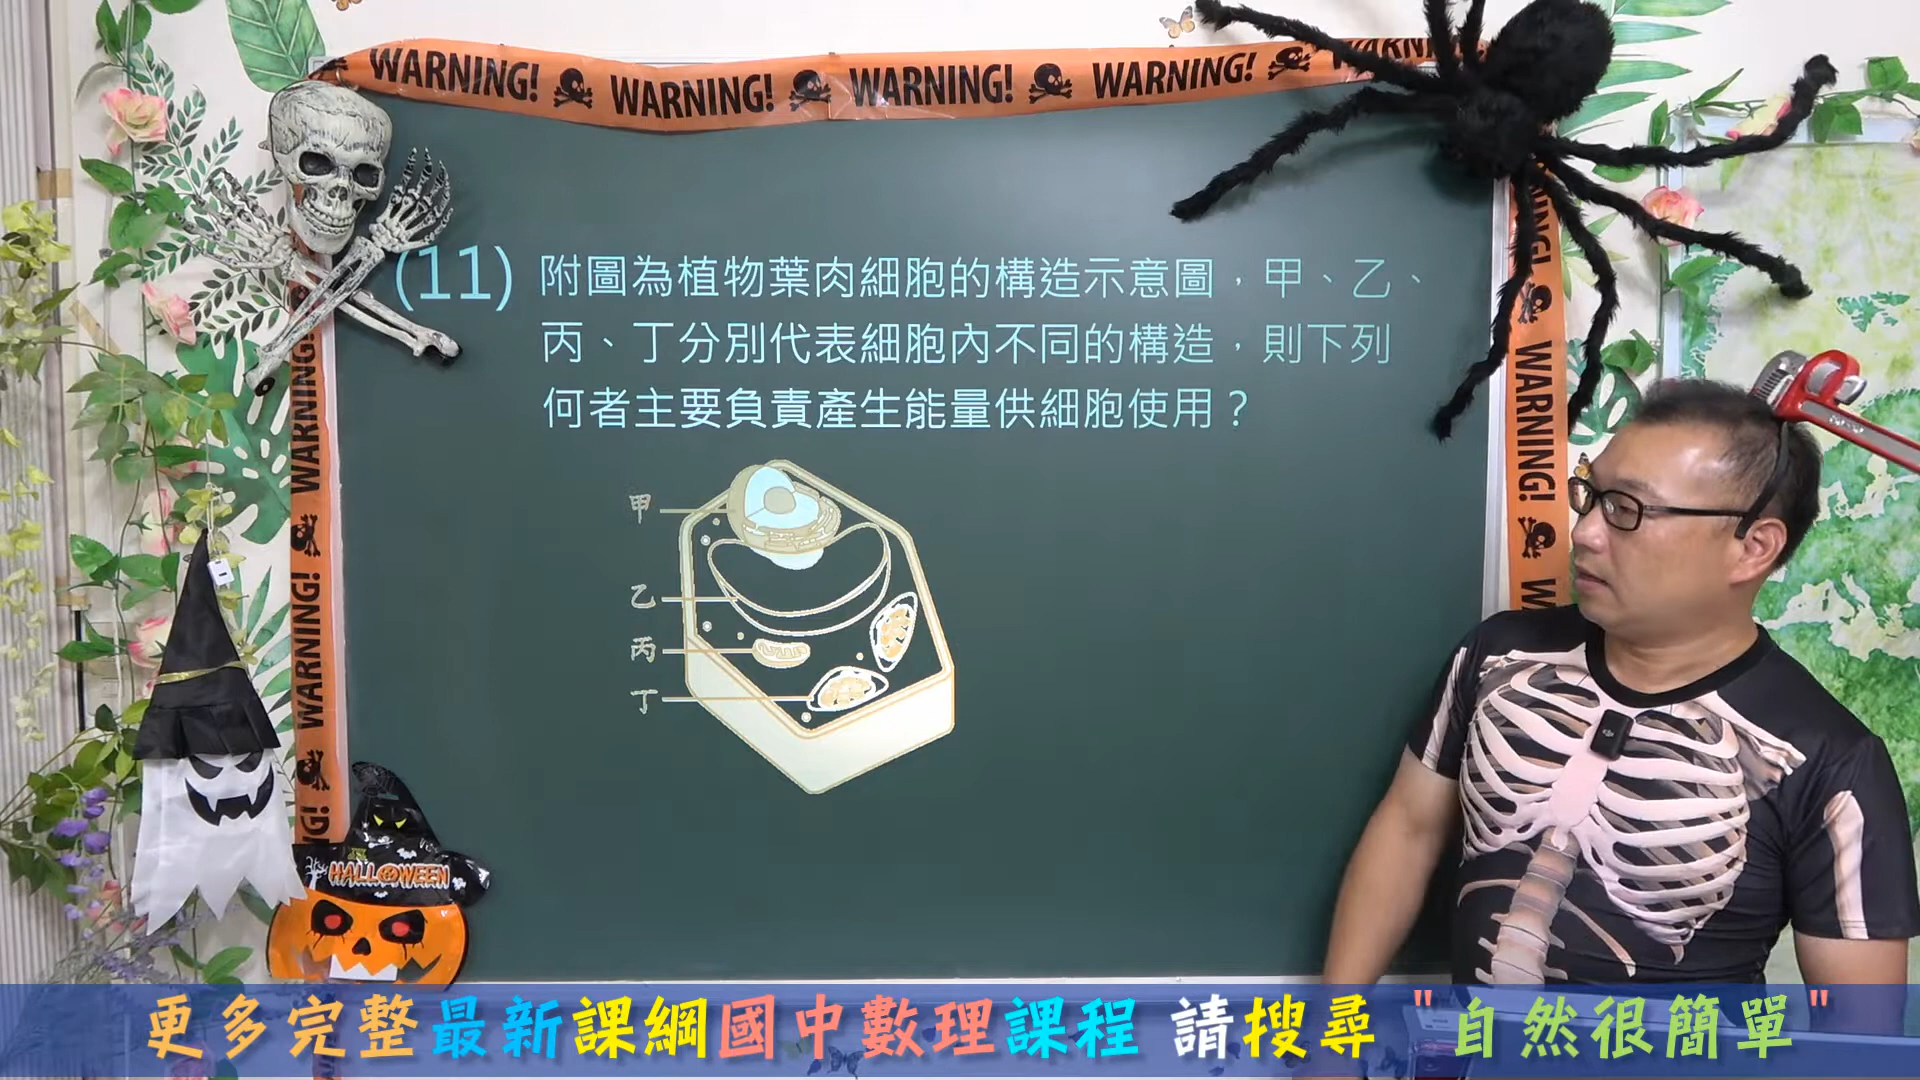 WARNING! WARNING! WARNING! WARNING!
(11) 附圖為植物葉肉細胞的構造示意圖，甲、乙、
丙、丁分別代表細胞內不同的構造，則下列
何者主要負責產生能量供細胞使用？
甲
乙
丙
丁
WARNING!
WARNING!
WARNING!
WARNING!
HALLOWEEN
更多完整最新課綱國中數理課程 請搜尋 "自然很簡單"